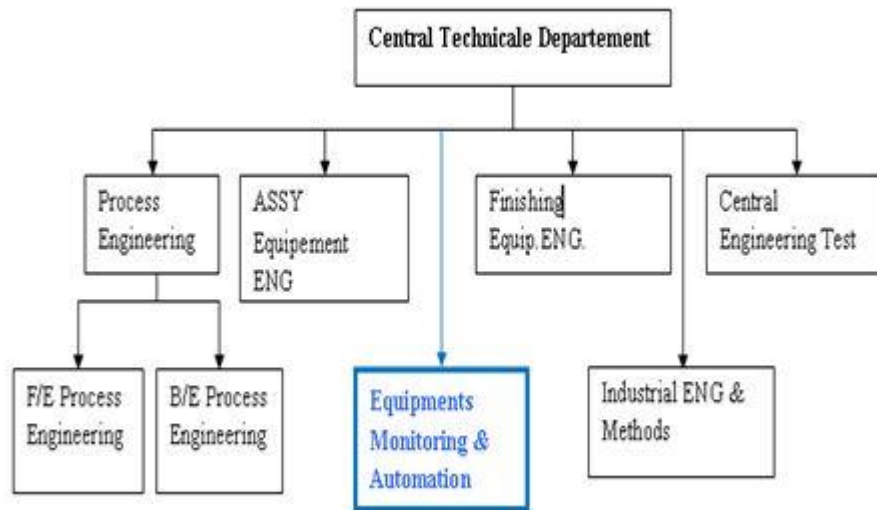 Central Technicale Departement
Process
Engineering
ASSY
Equipement
ENG
Finishing
Equip. ENG.
Central
Engineering Test
F/E Process
Engineering
B/E Process
Engineering
Equipments
Monitoring &
Automation
Industrial ENG &
Methods